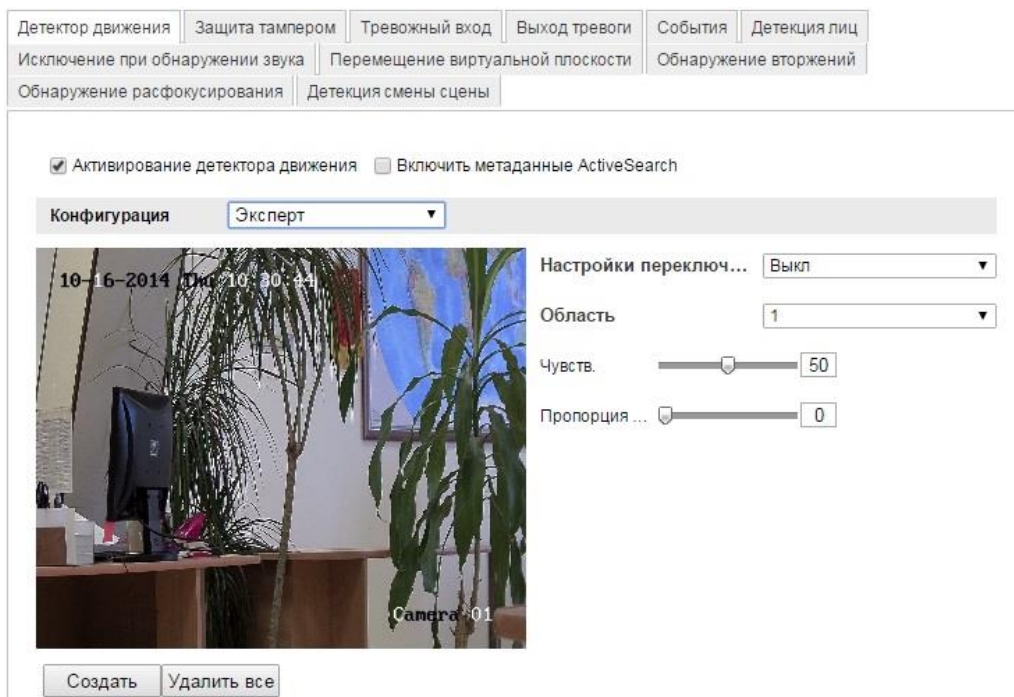 Детектор движения Защита тампером Тревожный вход Выход тревоги События Детекция лиц
Исключение при обнаружении звука Перемещение виртуальной плоскости Обнаружение вторжений
Обнаружение расфокусирования Детекция смены сцены
Активирование детектора движения Включить метаданные ActiveSearch
Конфигурация Эксперт
10-16-2014 Thu 10:30:44
Настройки переключ... Выкл
Область 1
Чувств. 50
Пропорция ... 0
Camera 01
Создать Удалить все